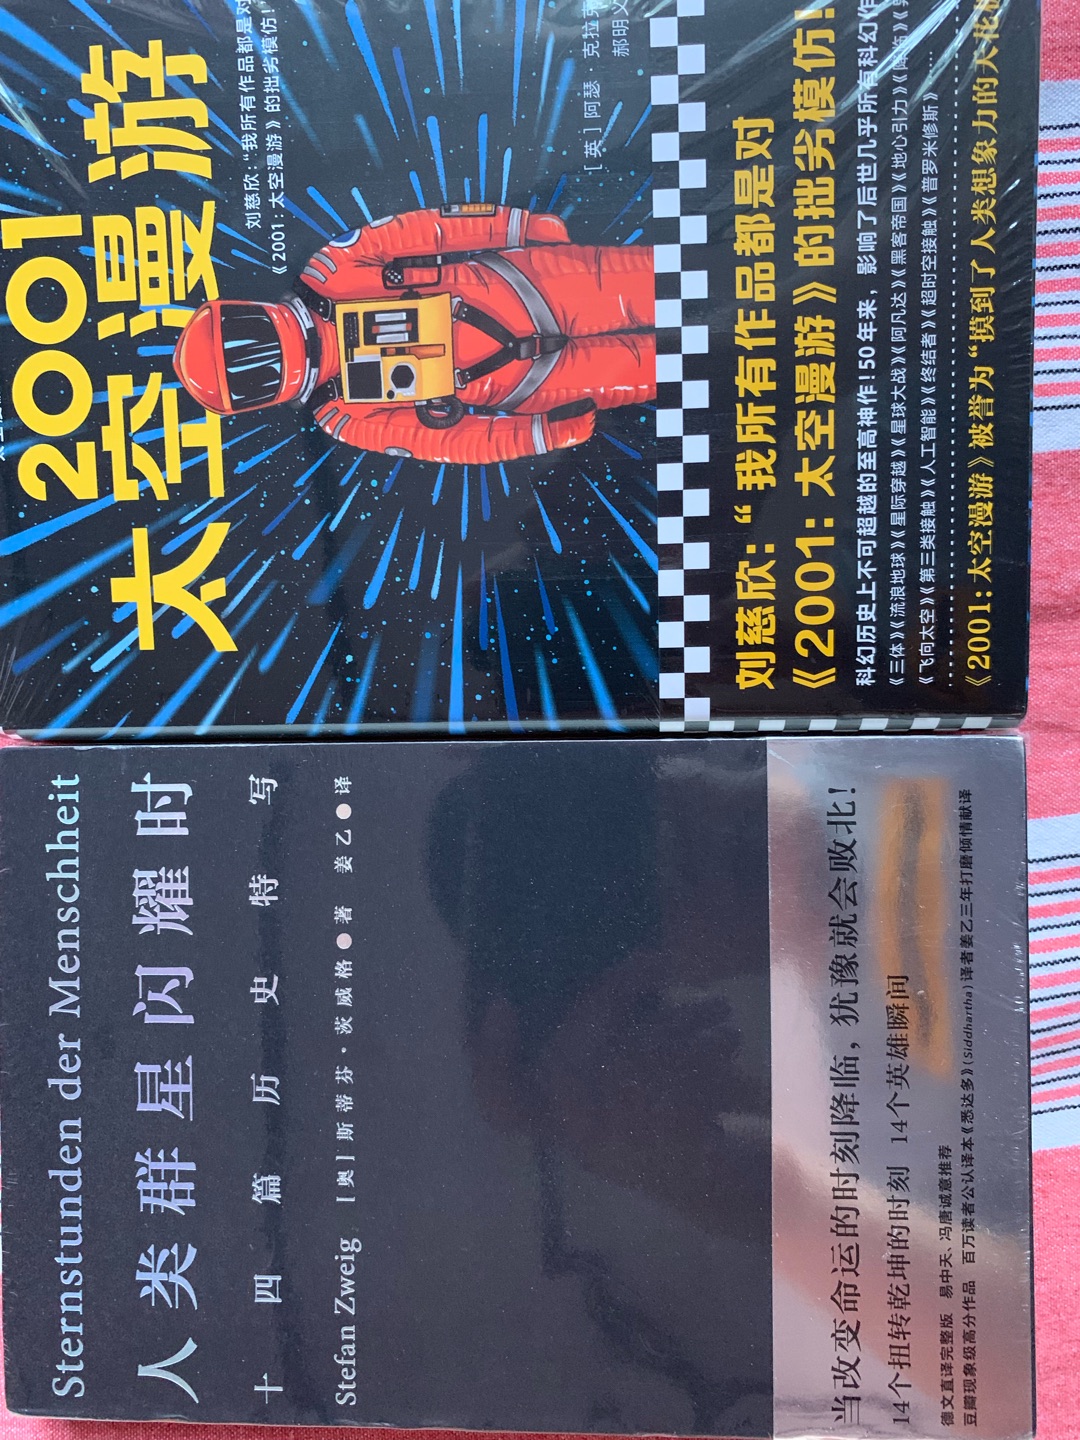 Sternstunden der Menschheit
人类群星闪耀时
十四篇历史特写
Stefan Zweig [奥]斯蒂芬·茨威格●著 姜乙●译
当改变命运的时刻降临，犹豫就会败北！
14个扭转乾坤的时刻 14个英雄瞬间
德文直译完整版 易中天、冯唐诚意推荐
豆瓣现象级高分作品 百万读者公认译本《悉达多》(Siddhartha)译者姜乙三年打磨倾情献译
2001
太空漫游
刘慈欣“我所有作品都是对
《2001：太空漫游》的拙劣模仿！
[英]阿瑟·克拉克
郝明义
刘慈欣：“我所有作品都是对
《2001：太空漫游》的拙劣模仿！
科幻历史上不可超越的至高神作！50年来，影响了后世几乎所有科幻作
《三体》《流浪地球》《星际穿越》《星球大战》《阿凡达》《黑客帝国》《地心引力》《降临》
《飞向太空》《第三类接触》《人工智能》《终结者》《超时空接触》《普罗米修斯》……
《2001：太空漫游》被誉为“摸到了人类想象力的天花板